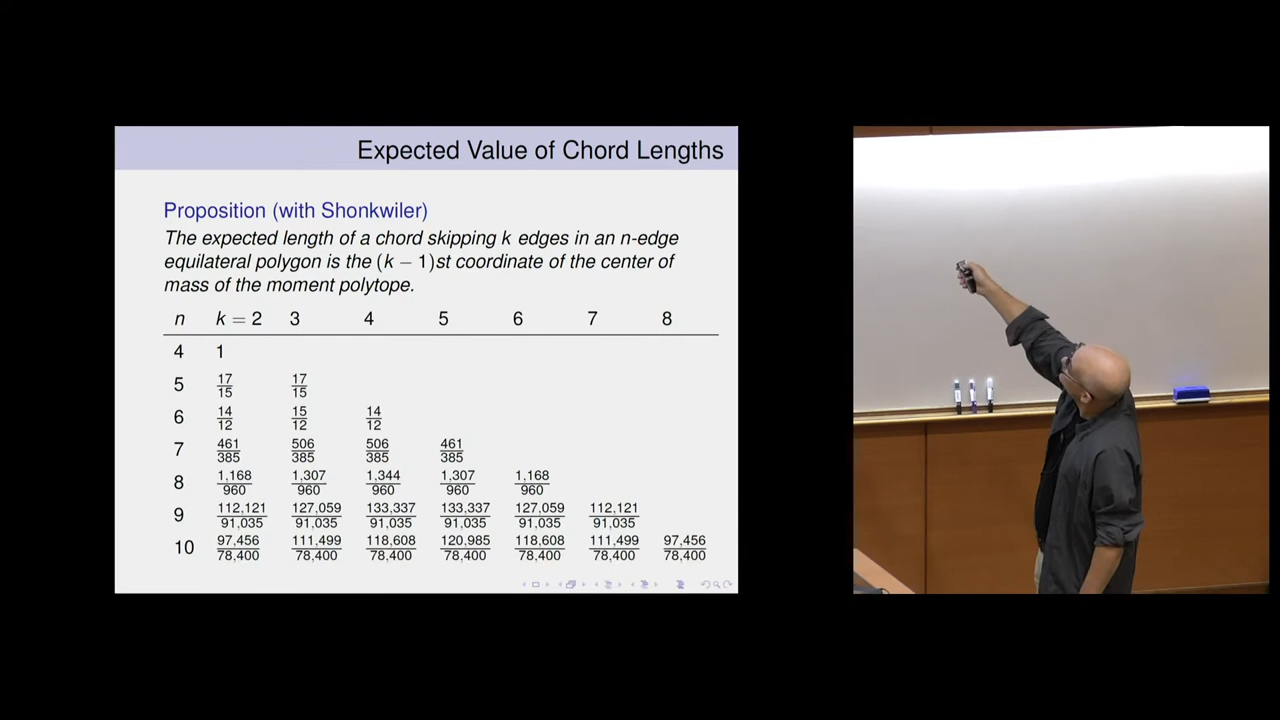 Expected Value of Chord Lengths
Proposition (with Shonkwiler)
The expected length of a chord skipping k edges in an n-edge
equilateral polygon is the (k − 1)st coordinate of the center of
mass of the moment polytope.
n k = 2 3 4 5 6 7 8
4 1
5 17/15 17/15
6 14/12 15/12 14/12
7 461/385 506/385 506/385 461/385
8 1,168/960 1,307/960 1,344/960 1,307/960 1,168/960
9 112,121/91,035 127,059/91,035 133,337/91,035 133,337/91,035 127,059/91,035 112,121/91,035
10 97,456/78,400 111,499/78,400 118,608/78,400 120,985/78,400 118,608/78,400 111,499/78,400 97,456/78,400